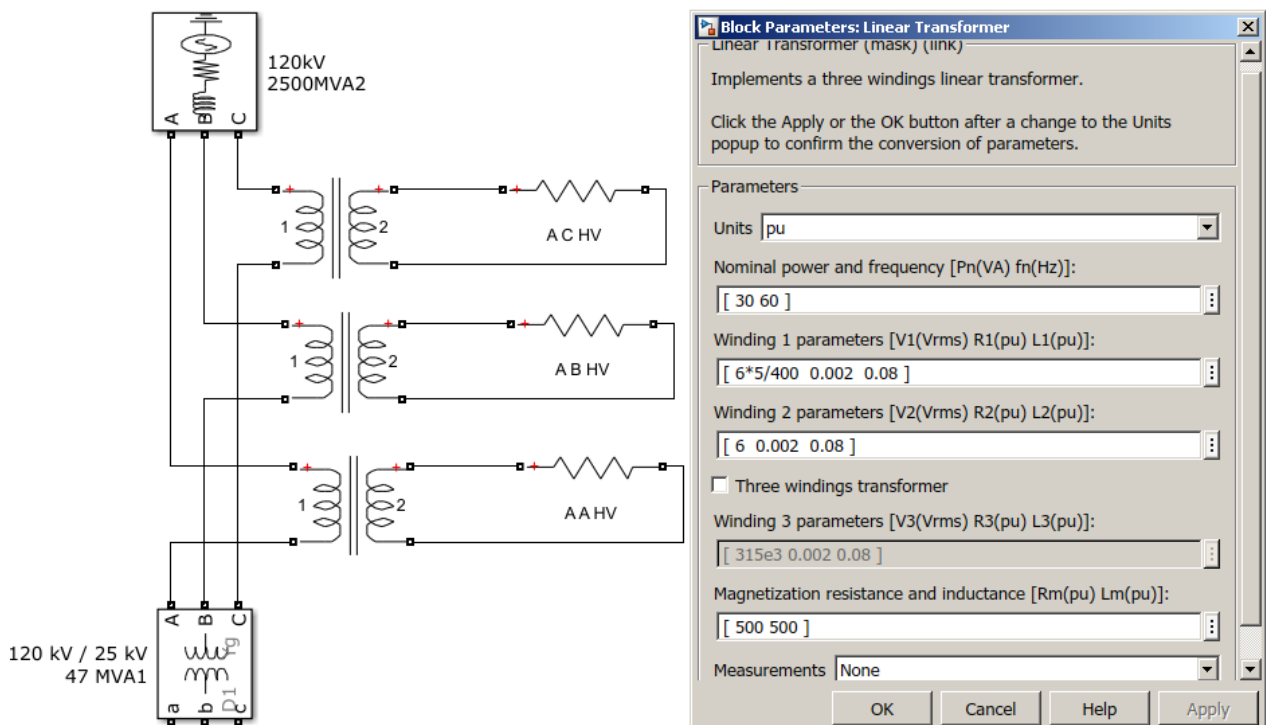 120kV
2500MVA2
A B C
+ +
1 2
+
A C HV
+ +
1 2
+
A B HV
+ +
1 2
+
A A HV
A B C
Yg
D1
a b c
120 kV / 25 kV
47 MVA1
Block Parameters: Linear Transformer
Linear Transformer (mask) (link)
Implements a three windings linear transformer.
Click the Apply or the OK button after a change to the Units
popup to confirm the conversion of parameters.
Parameters
Units pu
Nominal power and frequency [Pn(VA) fn(Hz)]:
[ 30 60 ]
Winding 1 parameters [V1(Vrms) R1(pu) L1(pu)]:
[ 6*5/400 0.002 0.08 ]
Winding 2 parameters [V2(Vrms) R2(pu) L2(pu)]:
[ 6 0.002 0.08 ]
Three windings transformer
Winding 3 parameters [V3(Vrms) R3(pu) L3(pu)]:
[ 315e3 0.002 0.08 ]
Magnetization resistance and inductance [Rm(pu) Lm(pu)]:
[ 500 500 ]
Measurements None
OK Cancel Help Apply